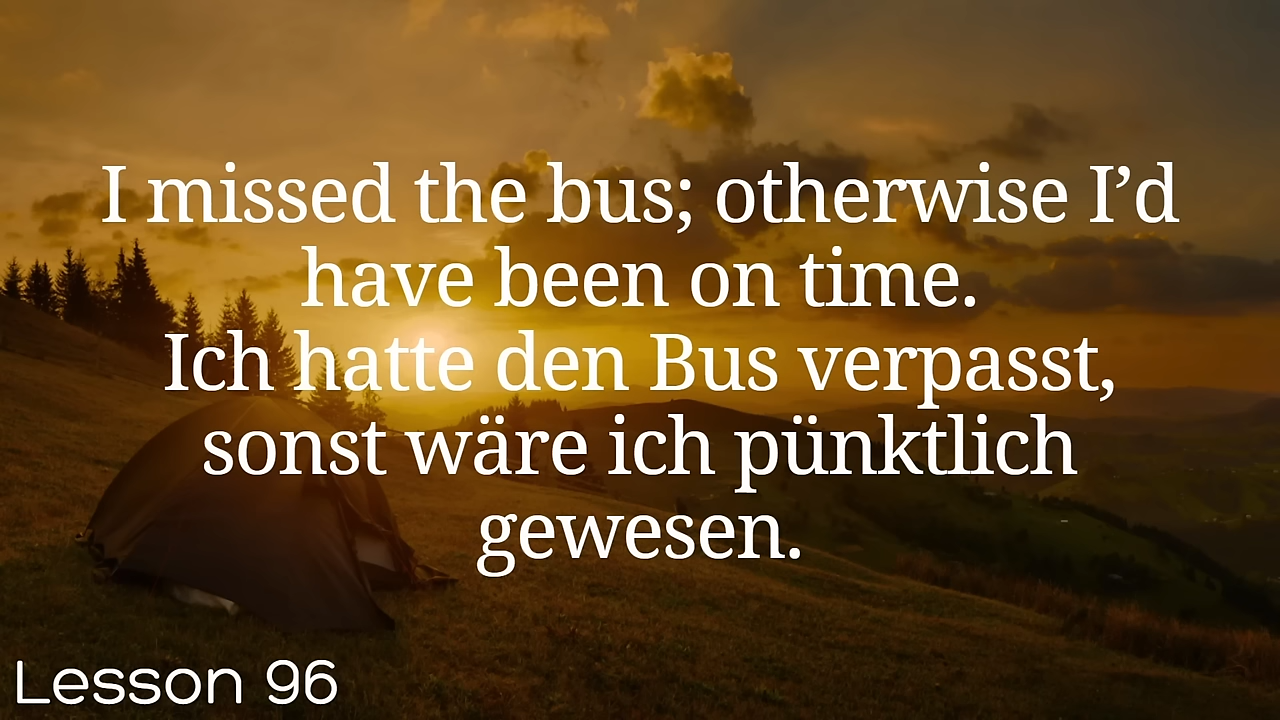 I missed the bus; otherwise I’d
have been on time.
Ich hatte den Bus verpasst,
sonst wäre ich pünktlich
gewesen.
Lesson 96